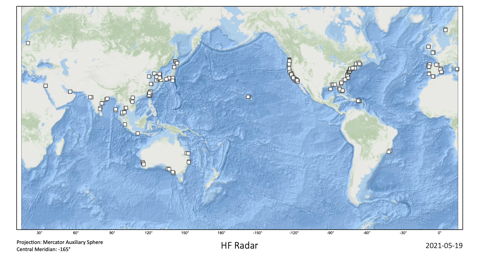 30° 60° 90° 120° 150° 180° -150° -120° -90° -60° -30° 0°
Projection: Mercator Auxiliary Sphere
Central Meridian: -165°
HF Radar
2021-05-19